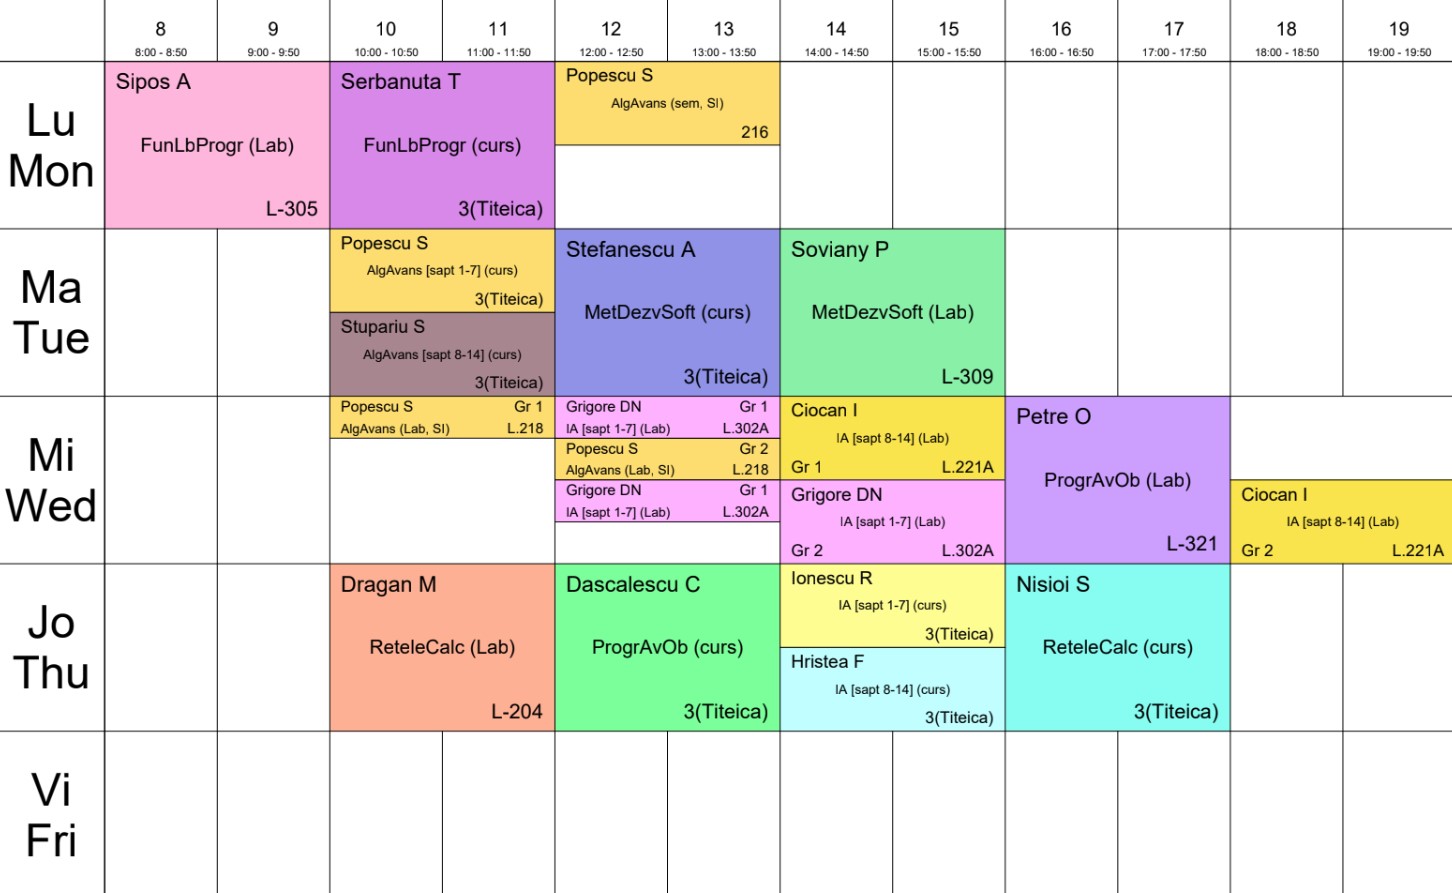 8 9 10 11 12 13 14 15 16 17 18 19
8:00 - 8:50 9:00 - 9:50 10:00 - 10:50 11:00 - 11:50 12:00 - 12:50 13:00 - 13:50 14:00 - 14:50 15:00 - 15:50 16:00 - 16:50 17:00 - 17:50 18:00 - 18:50 19:00 - 19:50
Lu
Mon
Sipos A
FunLbProgr (Lab)
L-305
Serbanuta T
FunLbProgr (curs)
3(Titeica)
Popescu S
AlgAvans (sem, SI)
216
Ma
Tue
Popescu S
AlgAvans [sapt 1-7] (curs)
3(Titeica)
Stupariu S
AlgAvans [sapt 8-14] (curs)
3(Titeica)
Stefanescu A
MetDezvSoft (curs)
3(Titeica)
Soviany P
MetDezvSoft (Lab)
L-309
Mi
Wed
Popescu S Gr 1
AlgAvans (Lab, SI) L.218
Grigore DN Gr 1
IA [sapt 1-7] (Lab) L.302A
Popescu S Gr 2
AlgAvans (Lab, SI) L.218
Grigore DN Gr 1
IA [sapt 1-7] (Lab) L.302A
Ciocan I
IA [sapt 8-14] (Lab)
Gr 1 L.221A
Grigore DN
IA [sapt 1-7] (Lab)
Gr 2 L.302A
Petre O
ProgrAvOb (Lab)
L-321
Ciocan I
IA [sapt 8-14] (Lab)
Gr 2 L.221A
Jo
Thu
Dragan M
ReteleCalc (Lab)
L-204
Dascalescu C
ProgrAvOb (curs)
3(Titeica)
Ionescu R
IA [sapt 1-7] (curs)
3(Titeica)
Hristea F
IA [sapt 8-14] (curs)
3(Titeica)
Nisioi S
ReteleCalc (curs)
3(Titeica)
Vi
Fri